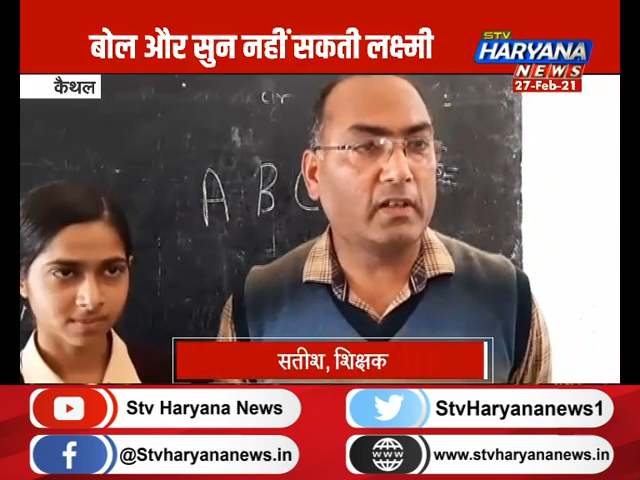 बोल और सुन नहीं सकती लक्ष्मी
STV
HARYANA
NEWS
27-Feb-21
कैथल
A B C
सतीश, शिक्षक
Stv Haryana News
StvHaryananews1
@Stvharyananews.in
www.stvharyananews.in